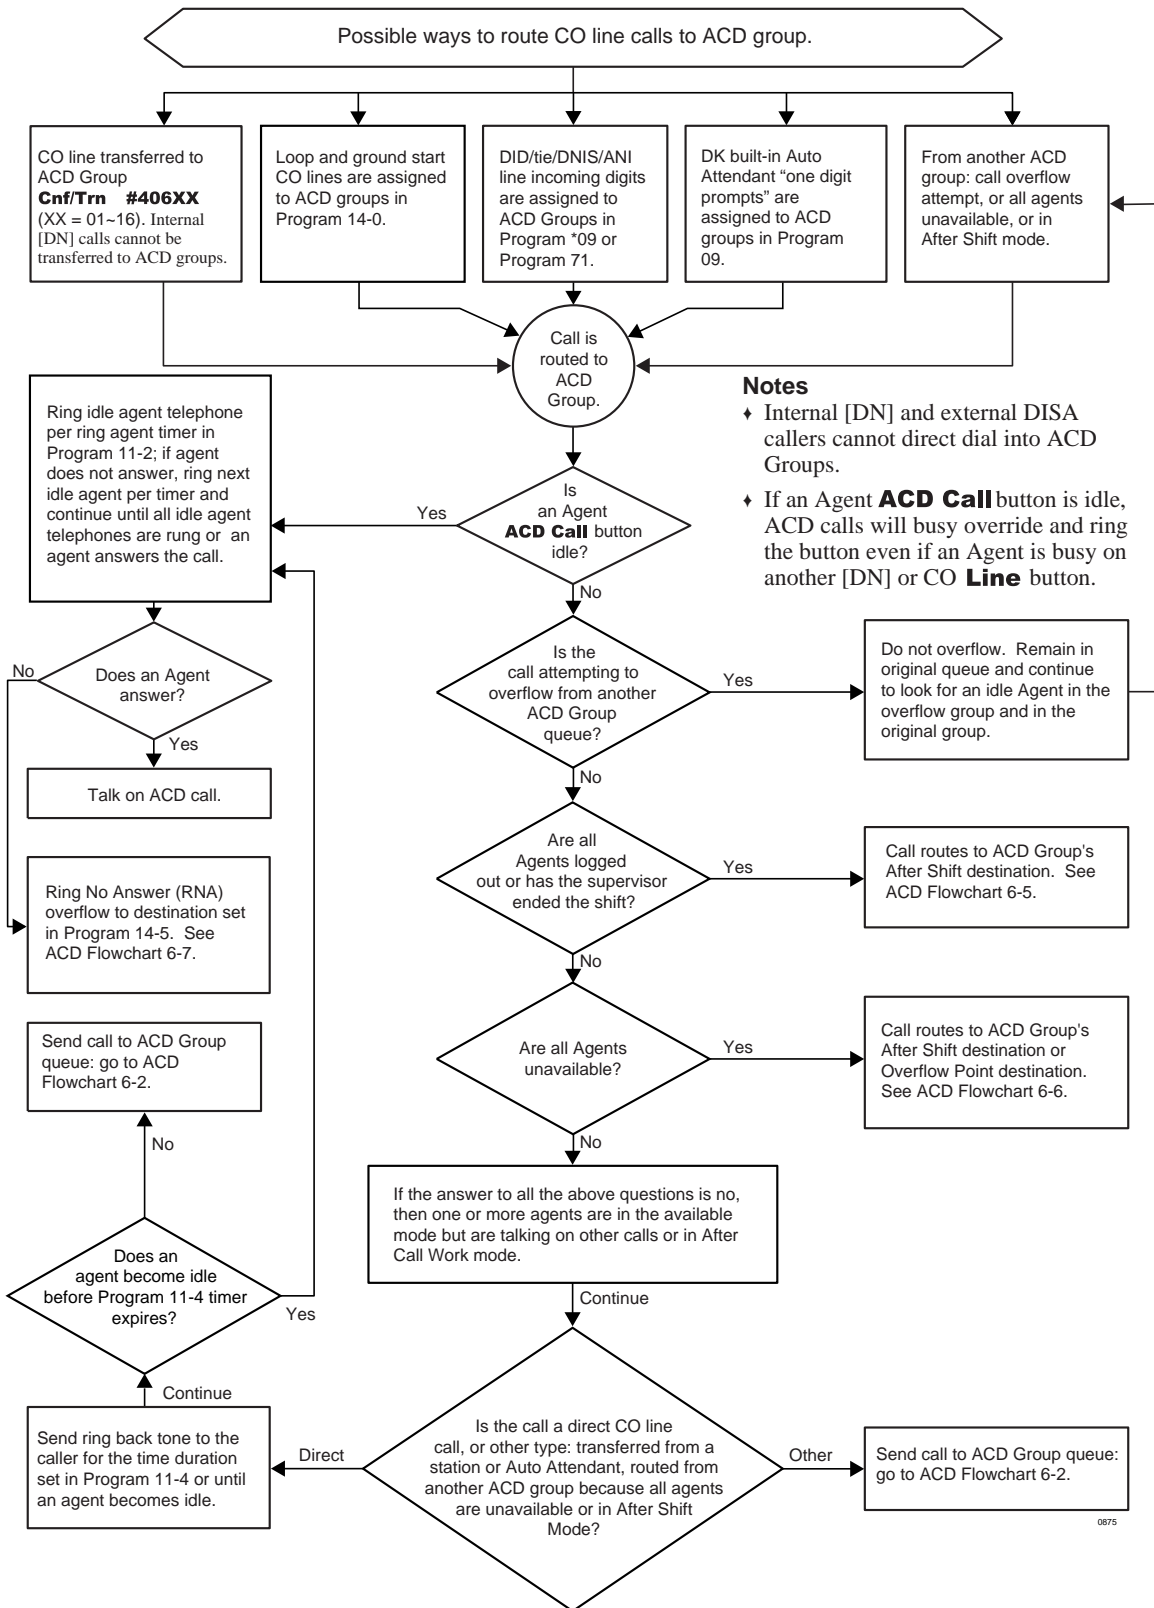 Possible ways to route CO line calls to ACD group.
CO line transferred to
ACD Group
Cnf/Trn #406XX
(XX = 01~16). Internal
[DN] calls cannot be
transferred to ACD groups.
Loop and ground start
CO lines are assigned
to ACD groups in
Program 14-0.
DID/tie/DNIS/ANI
line incoming digits
are assigned to
ACD Groups in
Program *09 or
Program 71.
DK built-in Auto
Attendant “one digit
prompts” are
assigned to ACD
groups in Program
09.
From another ACD
group: call overflow
attempt, or all agents
unavailable, or in
After Shift mode.
Call is
routed to
ACD
Group.
Notes
♦ Internal [DN] and external DISA
callers cannot direct dial into ACD
Groups.
♦ If an Agent ACD Call button is idle,
ACD calls will busy override and ring
the button even if an Agent is busy on
another [DN] or CO Line button.
Ring idle agent telephone
per ring agent timer in
Program 11-2; if agent
does not answer, ring next
idle agent per timer and
continue until all idle agent
telephones are rung or an
agent answers the call.
Yes
Is
an Agent
ACD Call button
idle?
No
Is the
call attempting to
overflow from another
ACD Group
queue?
Yes
Do not overflow. Remain in
original queue and continue
to look for an idle Agent in the
overflow group and in the
original group.
No
Does an Agent
answer?
Yes
Talk on ACD call.
No
Are all
Agents logged
out or has the supervisor
ended the shift?
Yes
Call routes to ACD Group's
After Shift destination. See
ACD Flowchart 6-5.
Ring No Answer (RNA)
overflow to destination set
in Program 14-5. See
ACD Flowchart 6-7.
No
Are all Agents
unavailable?
Yes
Call routes to ACD Group's
After Shift destination or
Overflow Point destination.
See ACD Flowchart 6-6.
Send call to ACD Group
queue: go to ACD
Flowchart 6-2.
No
No
If the answer to all the above questions is no,
then one or more agents are in the available
mode but are talking on other calls or in After
Call Work mode.
Does an
agent become idle
before Program 11-4 timer
expires?
Yes
Continue
Continue
Send ring back tone to the
caller for the time duration
set in Program 11-4 or until
an agent becomes idle.
Direct
Is the call a direct CO line
call, or other type: transferred from a
station or Auto Attendant, routed from
another ACD group because all agents
are unavailable or in After Shift
Mode?
Other
Send call to ACD Group queue:
go to ACD Flowchart 6-2.
0875